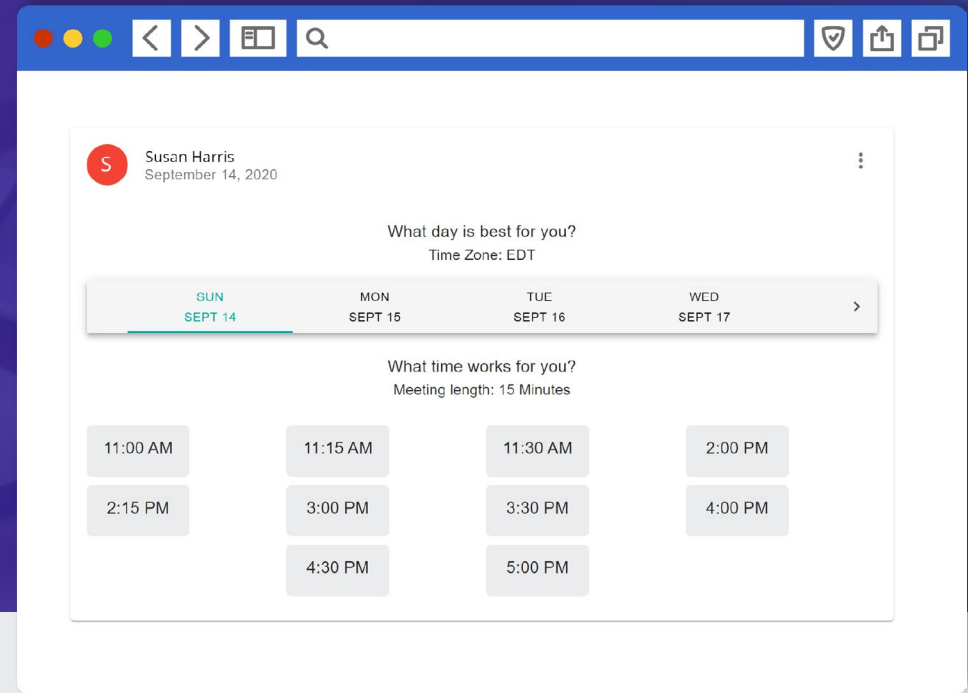 S
Susan Harris
September 14, 2020
What day is best for you?
Time Zone: EDT
SUN MON TUE WED
SEPT 14 SEPT 15 SEPT 16 SEPT 17
What time works for you?
Meeting length: 15 Minutes
11:00 AM 11:15 AM 11:30 AM 2:00 PM
2:15 PM 3:00 PM 3:30 PM 4:00 PM
4:30 PM 5:00 PM